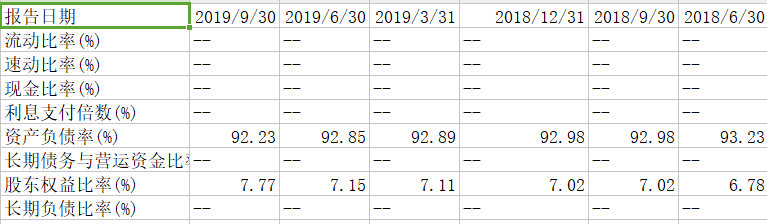 报告日期 2019/9/30 2019/6/30 2019/3/31 2018/12/31 2018/9/30 2018/6/30
流动比率(%) -- -- -- -- -- --
速动比率(%) -- -- -- -- -- --
现金比率(%) -- -- -- -- -- --
利息支付倍数(%) -- -- -- -- -- --
资产负债率(%) 92.23 92.85 92.89 92.98 92.98 93.23
长期债务与营运资金比 -- -- -- -- -- --
股东权益比率(%) 7.77 7.15 7.11 7.02 7.02 6.78
长期负债比率(%) -- -- -- -- -- --